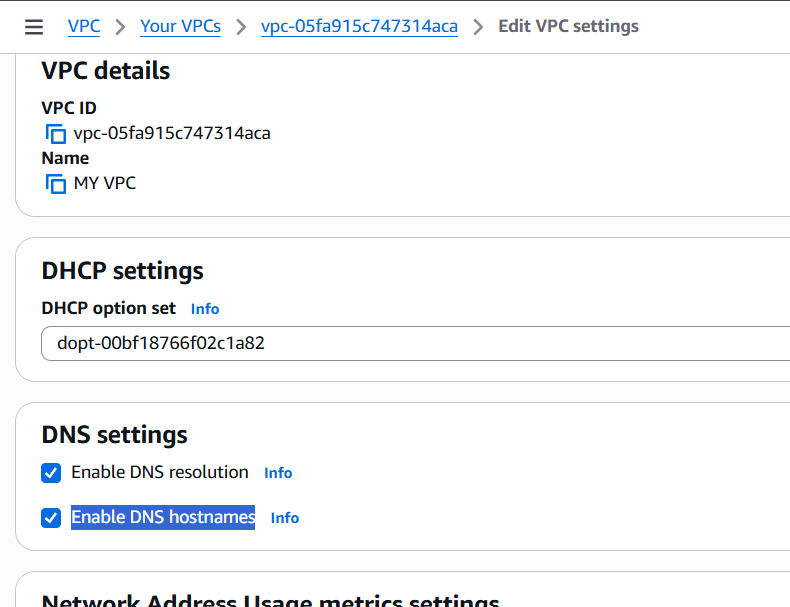 VPC > Your VPCs > vpc-05fa915c747314aca > Edit VPC settings
VPC details
VPC ID
vpc-05fa915c747314aca
Name
MY VPC
DHCP settings
DHCP option set Info
dopt-00bf18766f02c1a82
DNS settings
Enable DNS resolution Info
Enable DNS hostnames Info
Network Address Usage metrics settings